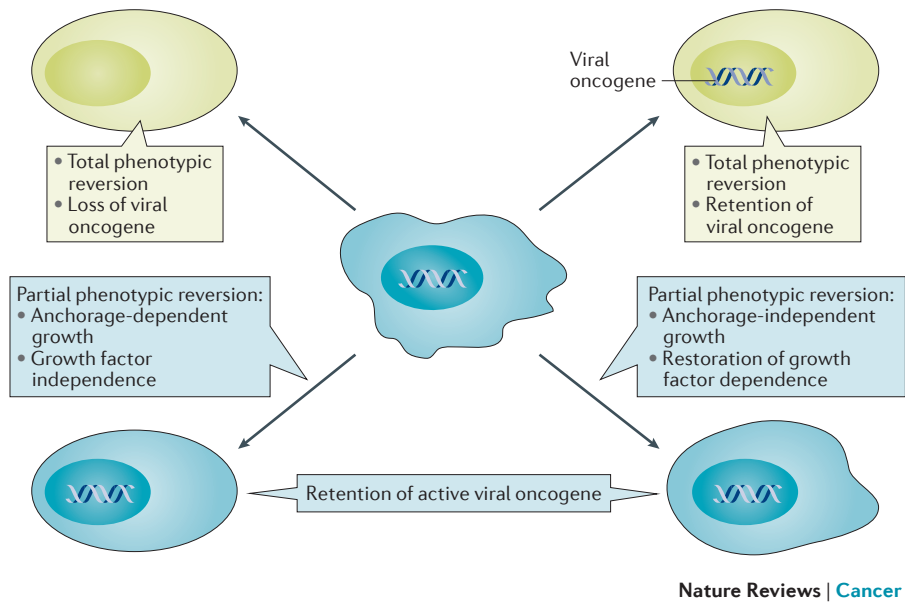 Viral
oncogene
• Total phenotypic
reversion
• Loss of viral
oncogene
• Total phenotypic
reversion
• Retention of
viral oncogene
Partial phenotypic reversion:
• Anchorage-dependent
growth
• Growth factor
independence
Partial phenotypic reversion:
• Anchorage-independent
growth
• Restoration of growth
factor dependence
Retention of active viral oncogene
Nature Reviews | Cancer